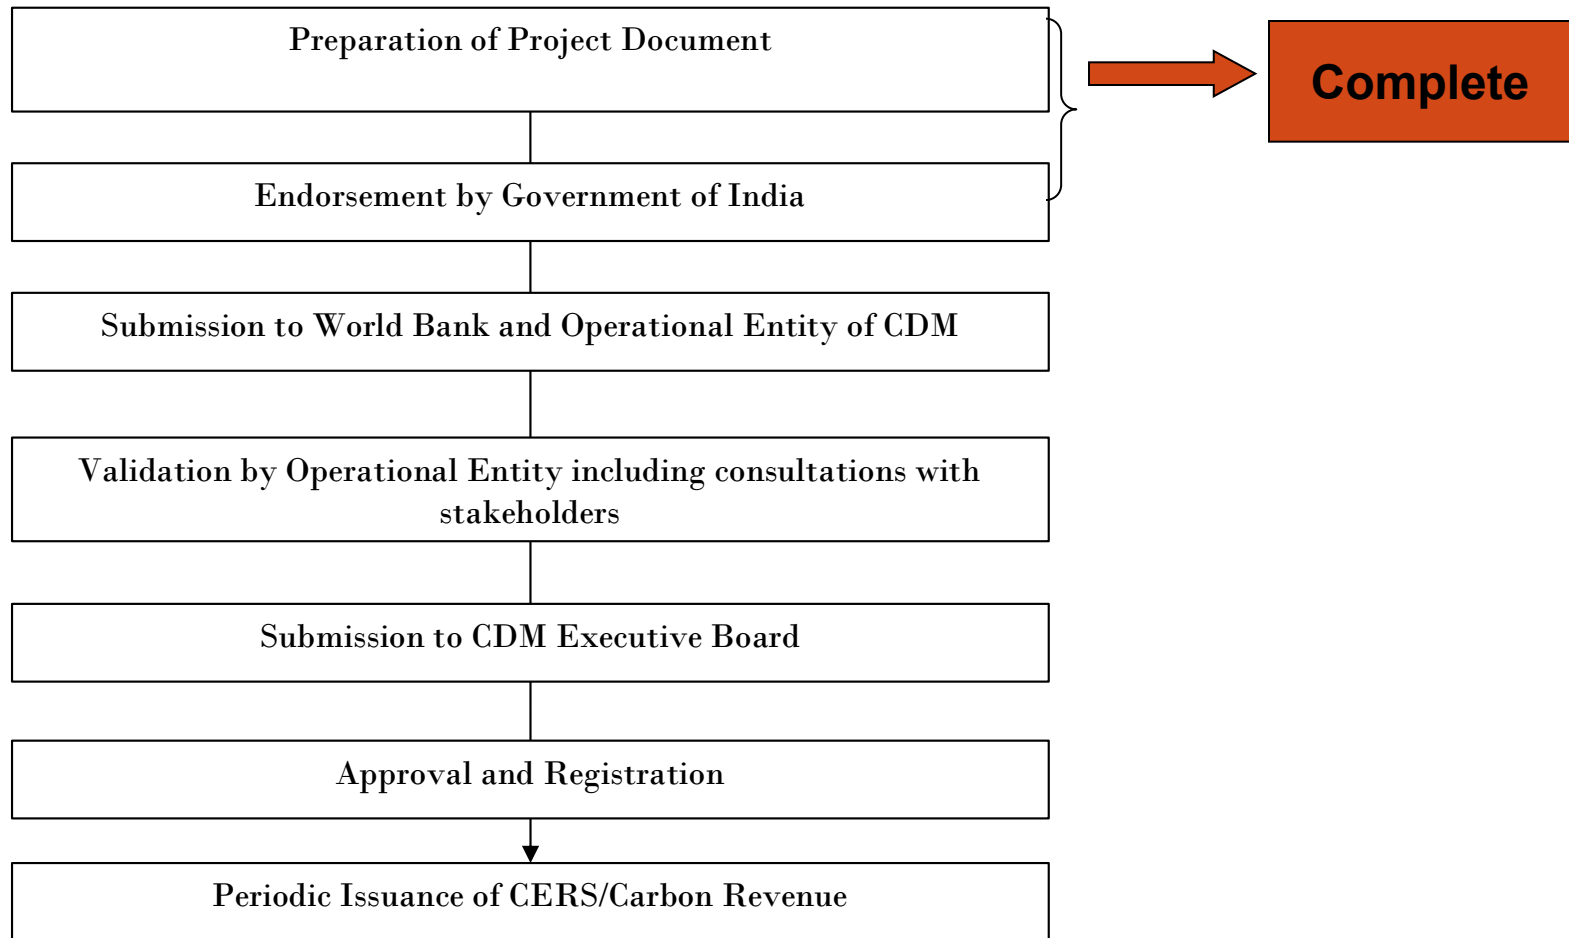 Preparation of Project Document
Complete
Endorsement by Government of India
Submission to World Bank and Operational Entity of CDM
Validation by Operational Entity including consultations with
stakeholders
Submission to CDM Executive Board
Approval and Registration
Periodic Issuance of CERS/Carbon Revenue